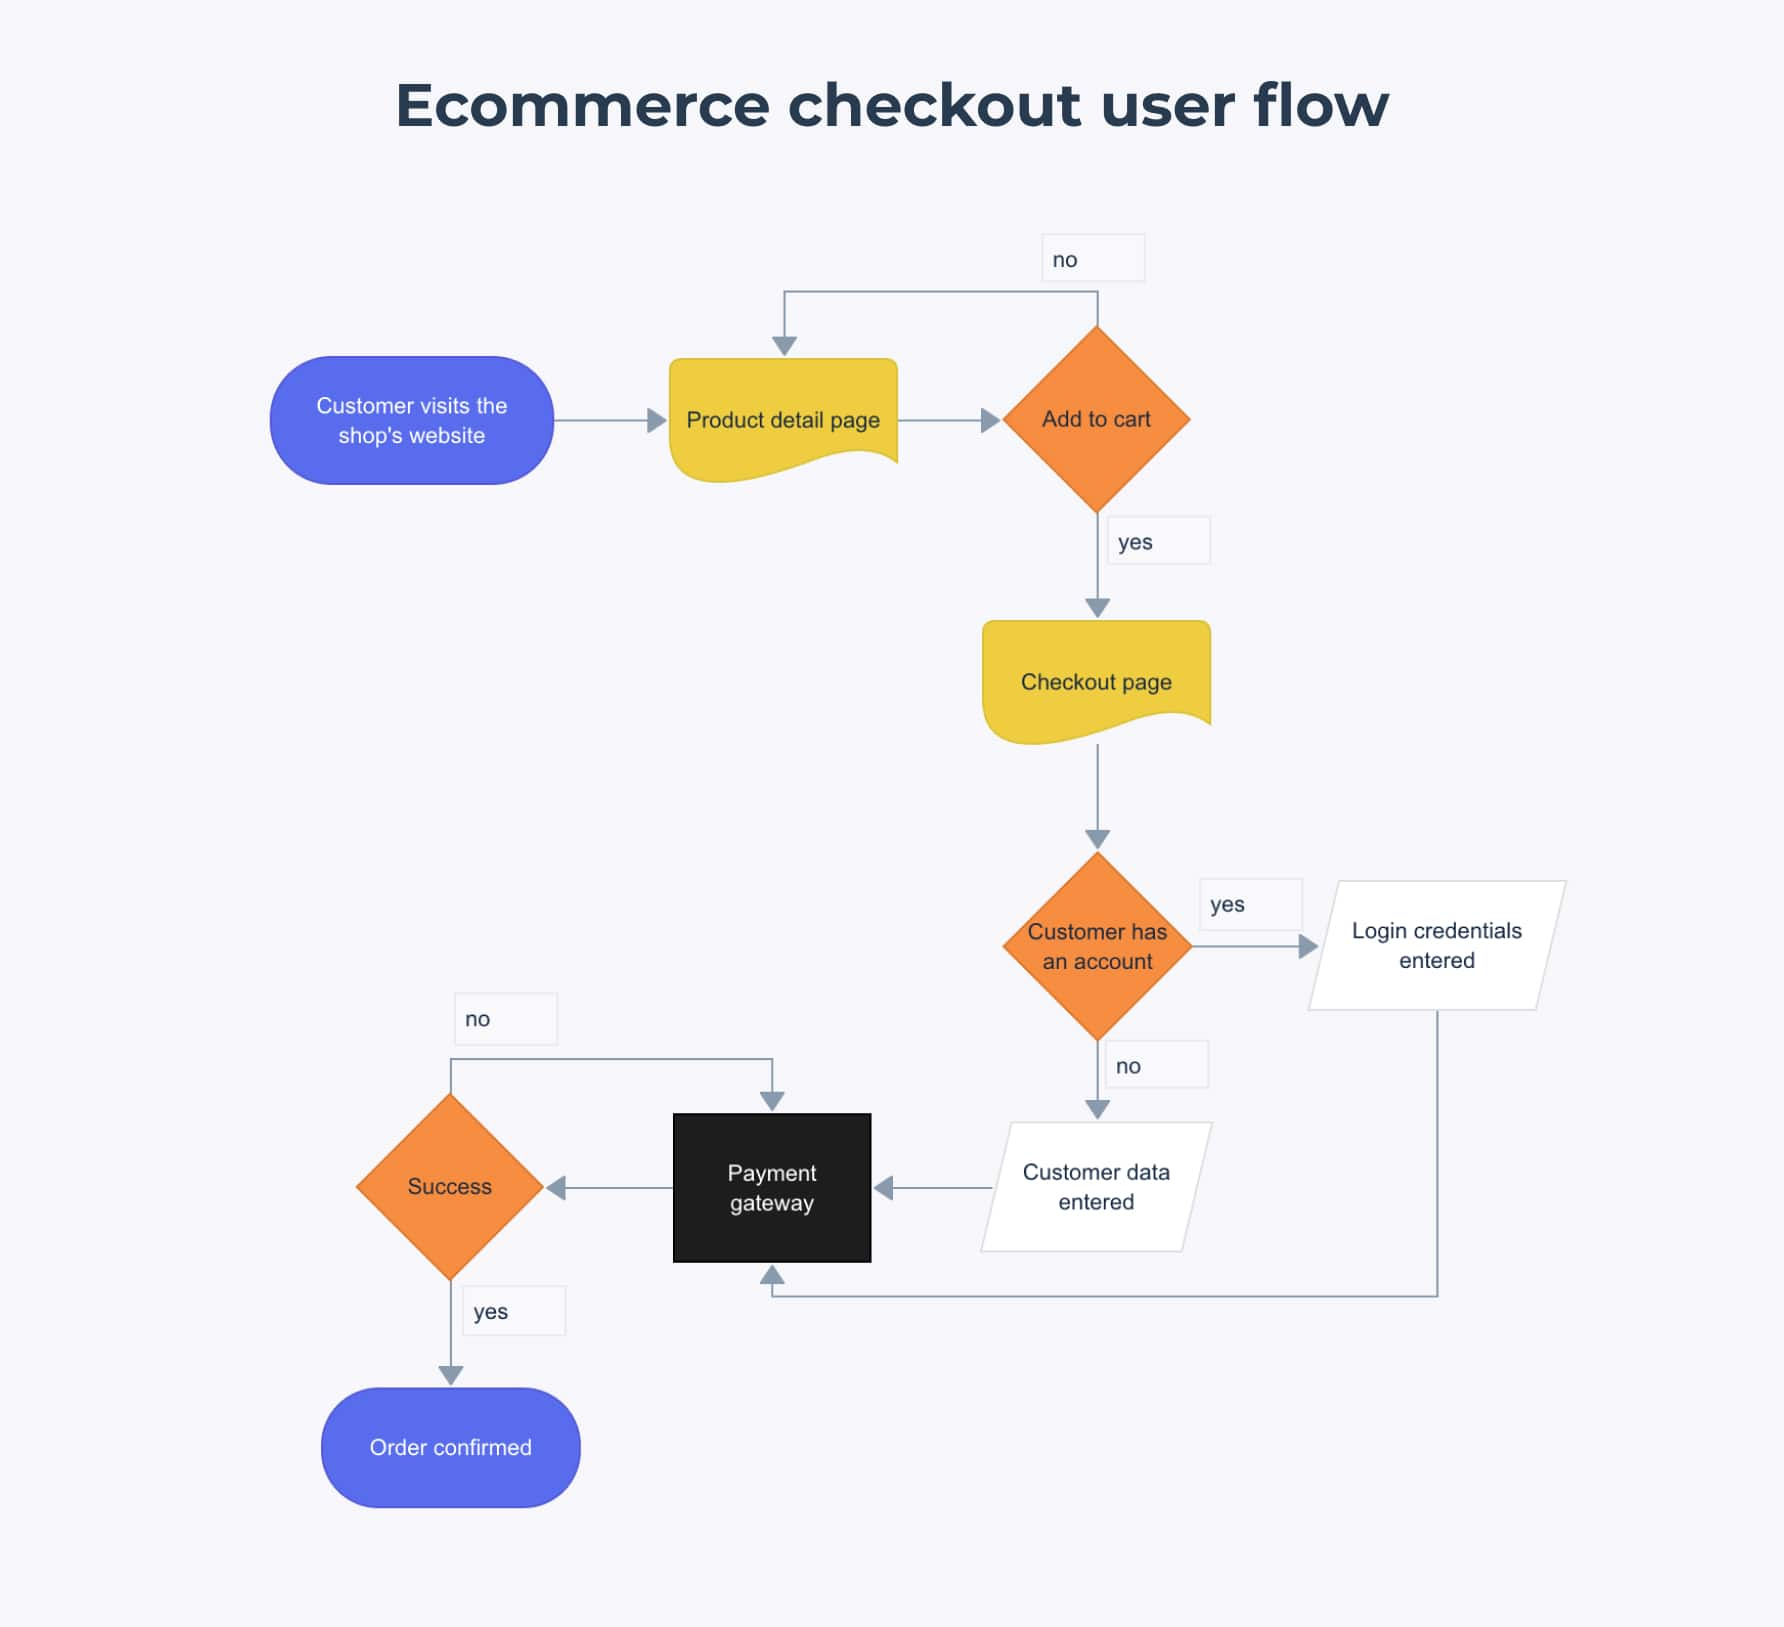 Ecommerce checkout user flow
no
Customer visits the
shop's website
Product detail page
Add to cart
yes
Checkout page
Customer has
an account
yes
Login credentials
entered
no
no
Customer data
entered
Payment
gateway
Success
yes
Order confirmed